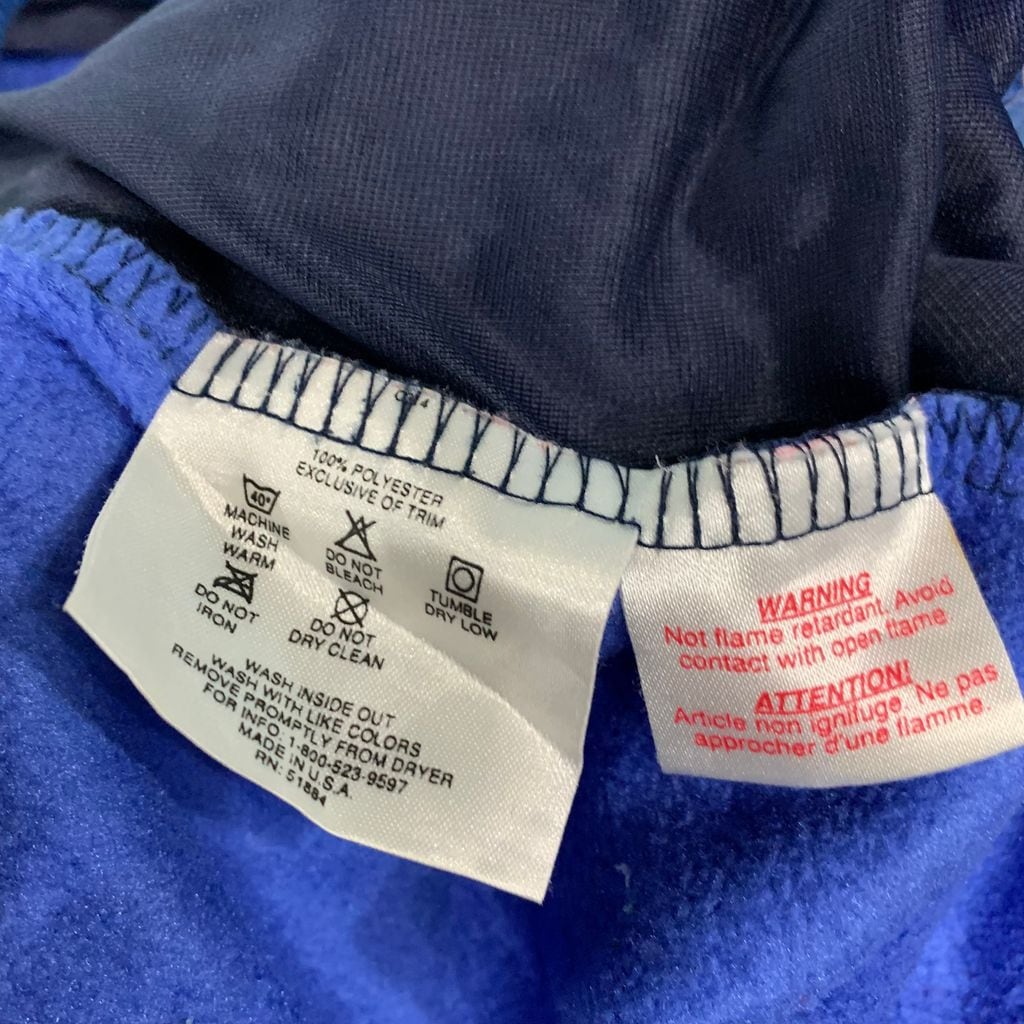 100% POLYESTER
EXCLUSIVE OF TRIM
40°
MACHINE
WASH
WARM
DO NOT
BLEACH
TUMBLE
DRY LOW
DO NOT
IRON
DO NOT
DRY CLEAN
WASH INSIDE OUT
WASH WITH LIKE COLORS
REMOVE PROMPTLY FROM DRYER
FOR INFO. 1-800-523-9597
MADE IN U.S.A.
RN: 51884
WARNING
Not flame retardant. Avoid
contact with open flame
ATTENTION!
Article non ignifuge Ne pas
approcher d'une flamme.